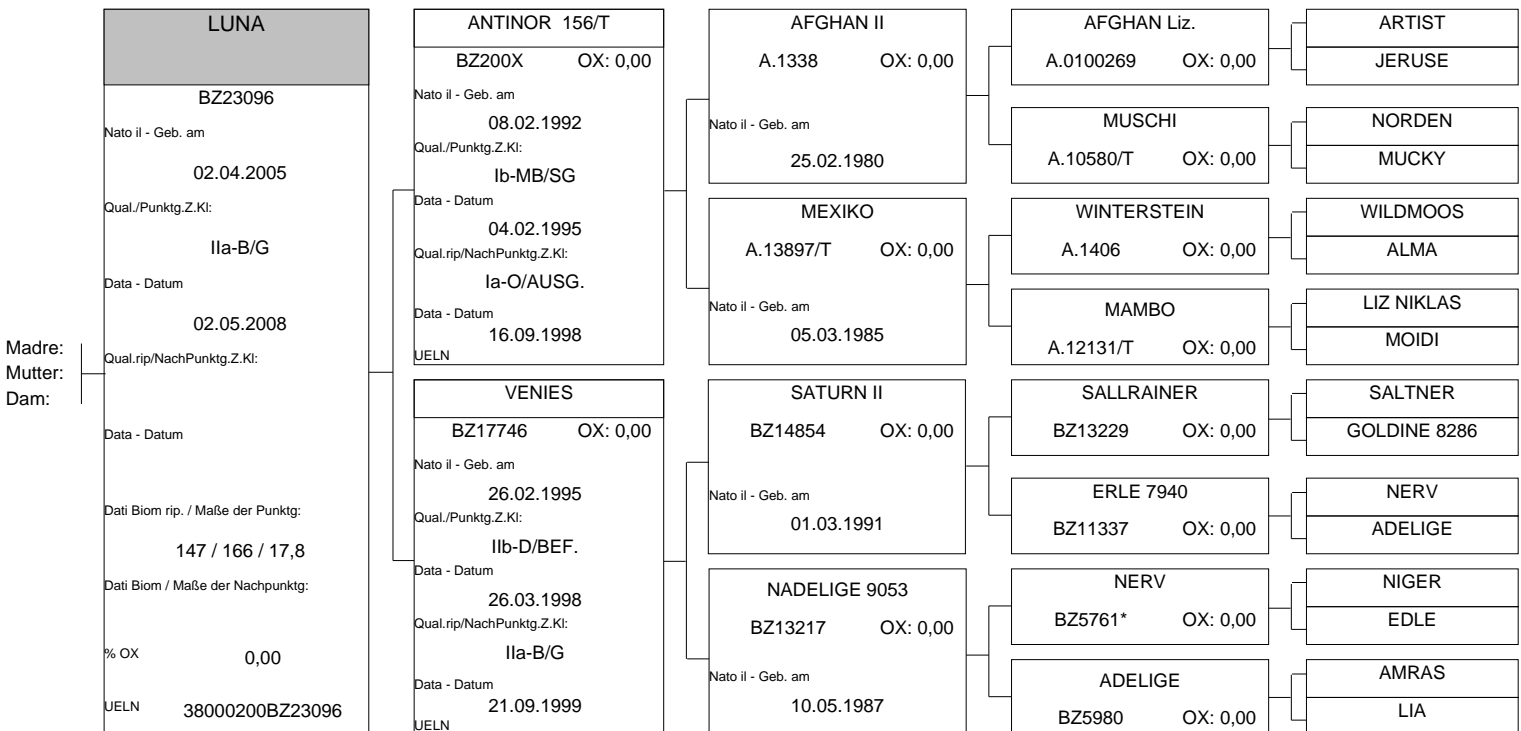 Madre:
Mutter:
Dam:
LUNA
BZ23096
Nato il - Geb. am
02.04.2005
Qual./Punktg.Z.Kl:
IIa-B/G
Data - Datum
02.05.2008
Qual.rip/NachPunktg.Z.Kl:
Data - Datum
Dati Biom rip. / Maße der Punktg:
147 / 166 / 17,8
Dati Biom / Maße der Nachpunktg:
% OX 0,00
UELN 38000200BZ23096
ANTINOR 156/T
BZ200X OX: 0,00
Nato il - Geb. am
08.02.1992
Qual./Punktg.Z.Kl:
Ib-MB/SG
Data - Datum
04.02.1995
Qual.rip/NachPunktg.Z.Kl:
Ia-O/AUSG.
Data - Datum
16.09.1998
UELN
VENIES
BZ17746 OX: 0,00
Nato il - Geb. am
26.02.1995
Qual./Punktg.Z.Kl:
IIb-D/BEF.
Data - Datum
26.03.1998
Qual.rip/NachPunktg.Z.Kl:
IIa-B/G
Data - Datum
21.09.1999
UELN
AFGHAN II
A.1338 OX: 0,00
Nato il - Geb. am
25.02.1980
MEXIKO
A.13897/T OX: 0,00
Nato il - Geb. am
05.03.1985
SATURN II
BZ14854 OX: 0,00
Nato il - Geb. am
01.03.1991
NADELIGE 9053
BZ13217 OX: 0,00
Nato il - Geb. am
10.05.1987
AFGHAN Liz.
A.0100269 OX: 0,00
MUSCHI
A.10580/T OX: 0,00
WINTERSTEIN
A.1406 OX: 0,00
MAMBO
A.12131/T OX: 0,00
SALLRAINER
BZ13229 OX: 0,00
ERLE 7940
BZ11337 OX: 0,00
NERV
BZ5761* OX: 0,00
ADELIGE
BZ5980 OX: 0,00
ARTIST
JERUSE
NORDEN
MUCKY
WILDMOOS
ALMA
LIZ NIKLAS
MOIDI
SALTNER
GOLDINE 8286
NERV
ADELIGE
NIGER
EDLE
AMRAS
LIA